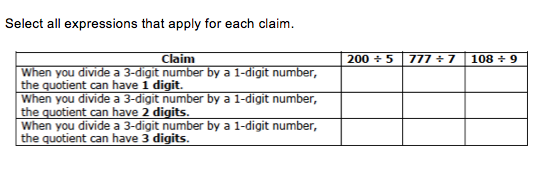 Select all expressions that apply for each claim.
Claim 200 ÷ 5 777 ÷ 7 108 ÷ 9
When you divide a 3-digit number by a 1-digit number,
the quotient can have 1 digit.
When you divide a 3-digit number by a 1-digit number,
the quotient can have 2 digits.
When you divide a 3-digit number by a 1-digit number,
the quotient can have 3 digits.